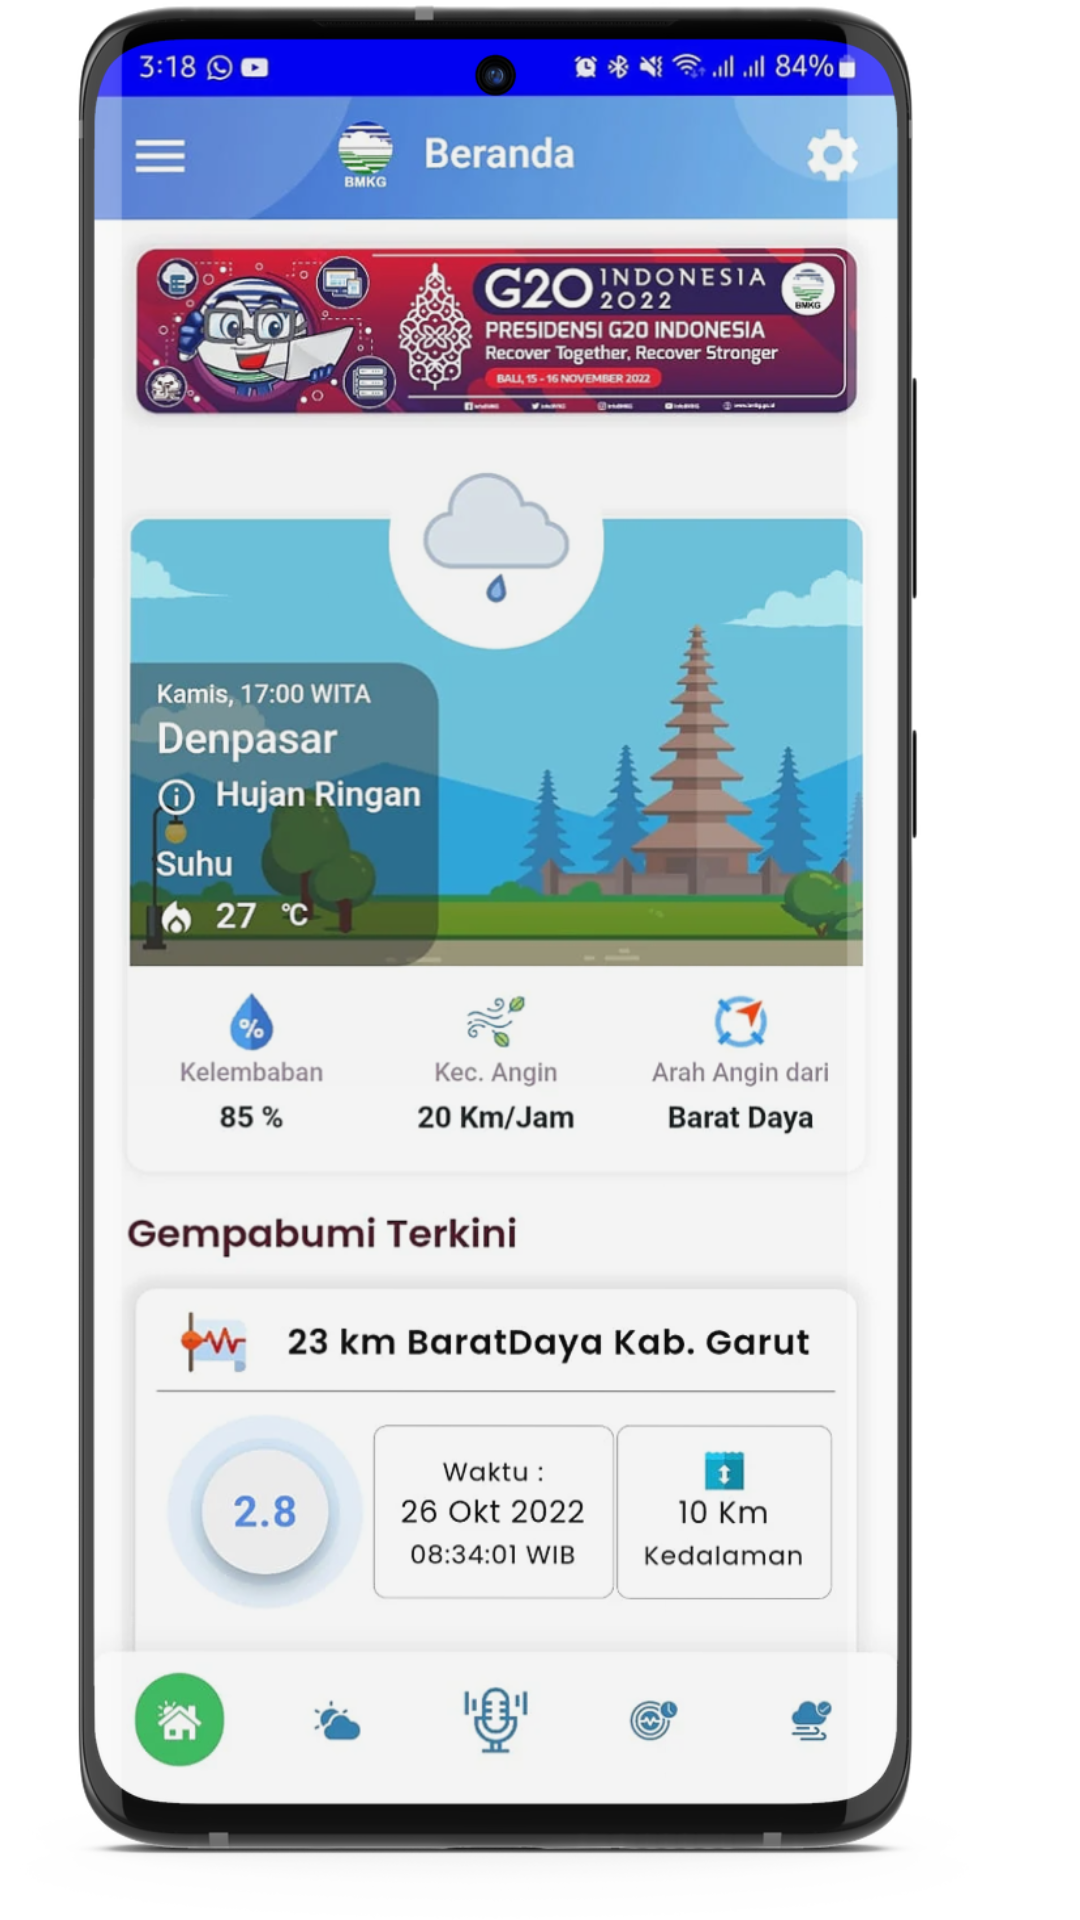 3:18
84%
BMKG
Beranda
G20 INDONESIA
2022
BMKG
PRESIDENSI G20 INDONESIA
Recover Together, Recover Stronger
BALI, 15 - 16 NOVEMBER 2022
Kamis, 17:00 WITA
Denpasar
Hujan Ringan
Suhu
27 °C
%
Kelembaban
Kec. Angin
Arah Angin dari
85 %
20 Km/Jam
Barat Daya
Gempabumi Terkini
23 km BaratDaya Kab. Garut
2.8
Waktu :
26 Okt 2022
08:34:01 WIB
10 Km
Kedalaman